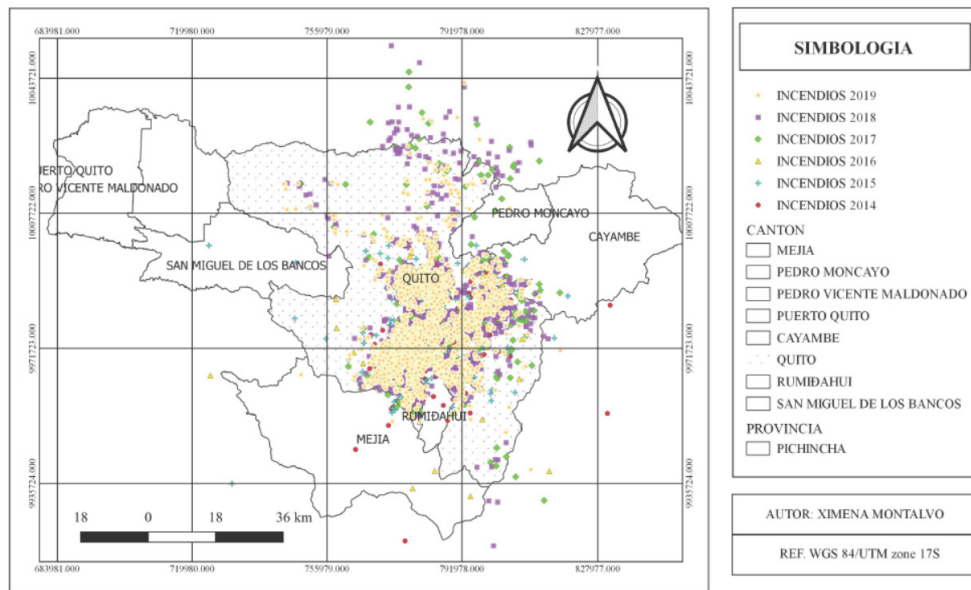 683981.000 719980.000 755979.000 791978.000 827977.000
10043721.000 10043721.000
10007722.000 10007722.000
9971723.000 9971723.000
9935724.000 9935724.000
UERTO QUITO
RO VICENTE MALDONADO
PEDRO MONCAYO
CAYAMBE
SAN MIGUEL DE LOS BANCOS
QUITO
RUMIÐAHUI
MEJIA
18 0 18 36 km
683981.000 719980.000 755979.000 791978.000 827977.000
SIMBOLOGIA
INCENDIOS 2019
INCENDIOS 2018
INCENDIOS 2017
INCENDIOS 2016
INCENDIOS 2015
INCENDIOS 2014
CANTON
MEJIA
PEDRO MONCAYO
PEDRO VICENTE MALDONADO
PUERTO QUITO
CAYAMBE
QUITO
RUMIÐAHUI
SAN MIGUEL DE LOS BANCOS
PROVINCIA
PICHINCHA
AUTOR: XIMENA MONTALVO
REF. WGS 84/UTM zone 17S